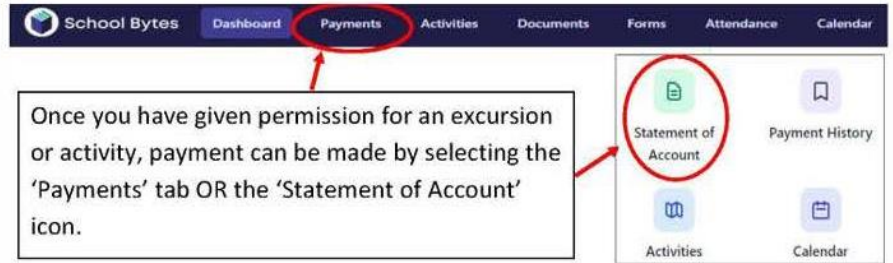 School Bytes Dashboard Payments Activities Documents Forms Attendance Calendar
Once you have given permission for an excursion
or activity, payment can be made by selecting the
‘Payments’ tab OR the ‘Statement of Account’
icon.
Statement of
Account
Payment History
Activities
Calendar